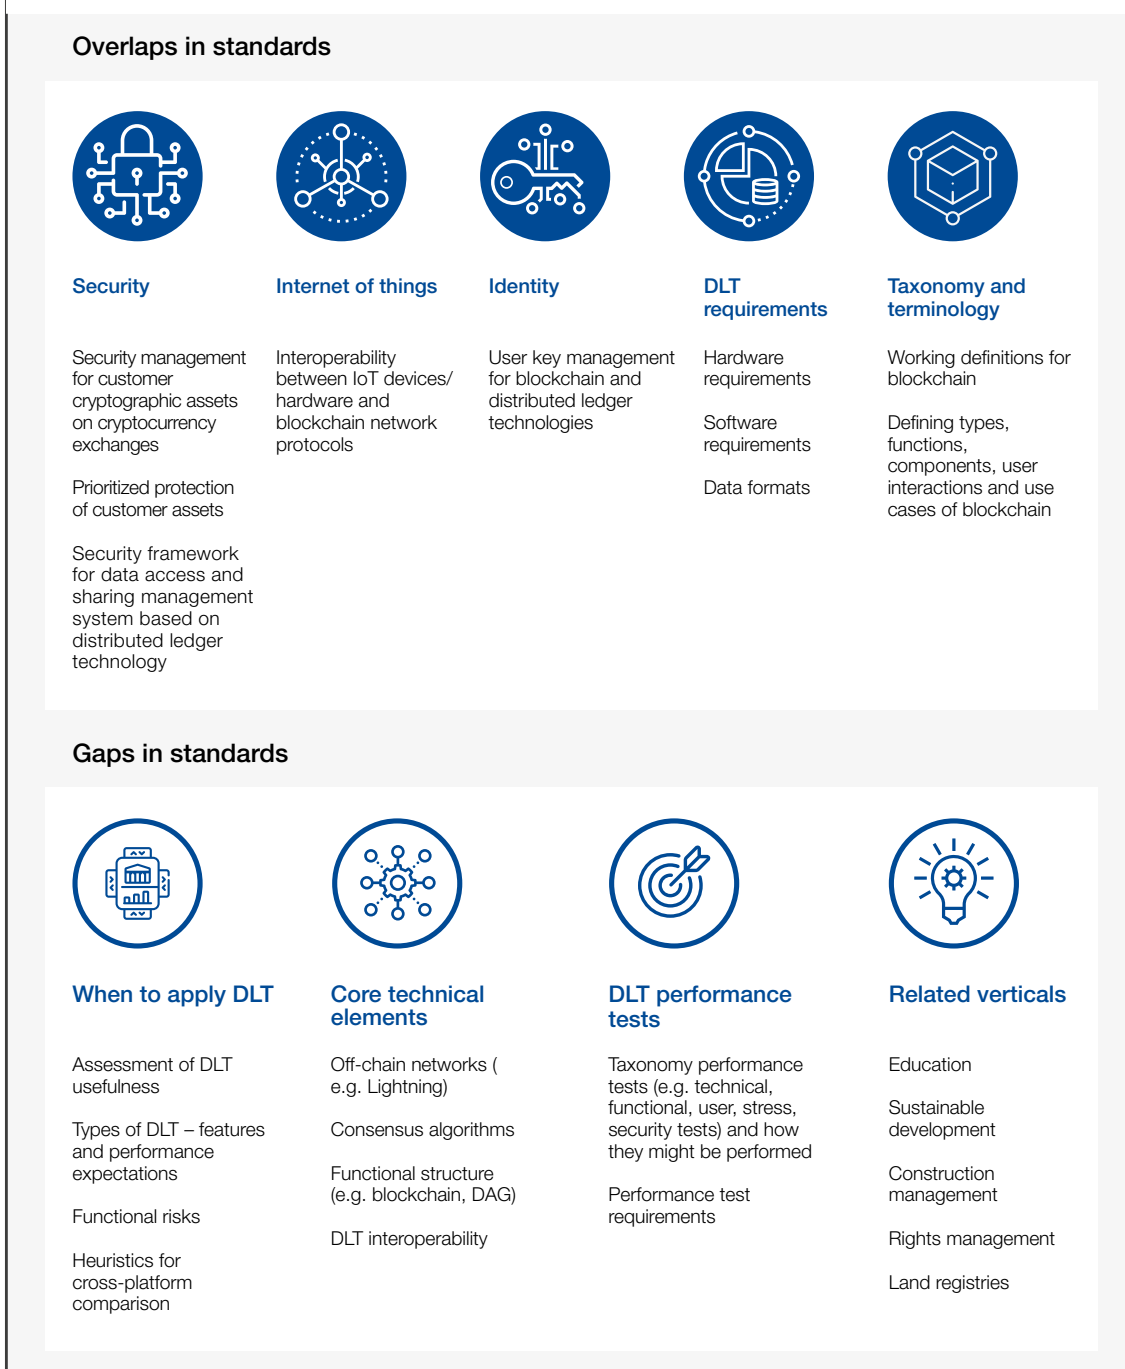 Overlaps in standards
Security
Security management
for customer
cryptographic assets
on cryptocurrency
exchanges
Prioritized protection
of customer assets
Security framework
for data access and
sharing management
system based on
distributed ledger
technology
Internet of things
Interoperability
between IoT devices/
hardware and
blockchain network
protocols
Identity
User key management
for blockchain and
distributed ledger
technologies
DLT
requirements
Hardware
requirements
Software
requirements
Data formats
Taxonomy and
terminology
Working definitions for
blockchain
Defining types,
functions,
components, user
interactions and use
cases of blockchain
Gaps in standards
When to apply DLT
Assessment of DLT
usefulness
Types of DLT – features
and performance
expectations
Functional risks
Heuristics for
cross-platform
comparison
Core technical
elements
Off-chain networks (
e.g. Lightning)
Consensus algorithms
Functional structure
(e.g. blockchain, DAG)
DLT interoperability
DLT performance
tests
Taxonomy performance
tests (e.g. technical,
functional, user, stress,
security tests) and how
they might be performed
Performance test
requirements
Related verticals
Education
Sustainable
development
Construction
management
Rights management
Land registries